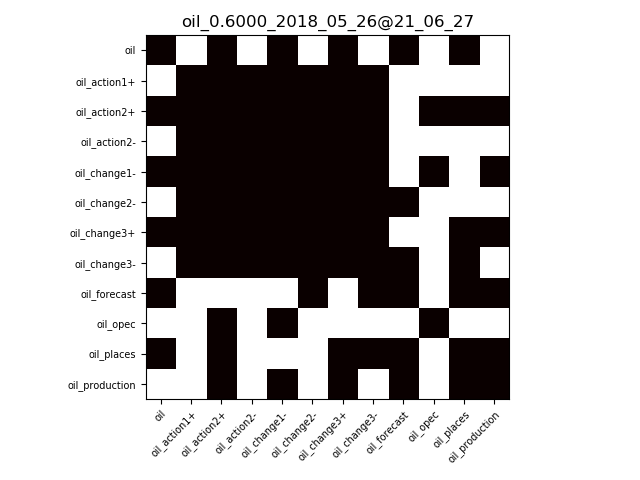 oil_0.6000_2018_05_26@21_06_27
oil
oil_action1+
oil_action2+
oil_action2-
oil_change1-
oil_change2-
oil_change3+
oil_change3-
oil_forecast
oil_opec
oil_places
oil_production
oil
oil_action1+
oil_action2+
oil_action2-
oil_change1-
oil_change2-
oil_change3+
oil_change3-
oil_forecast
oil_opec
oil_places
oil_production